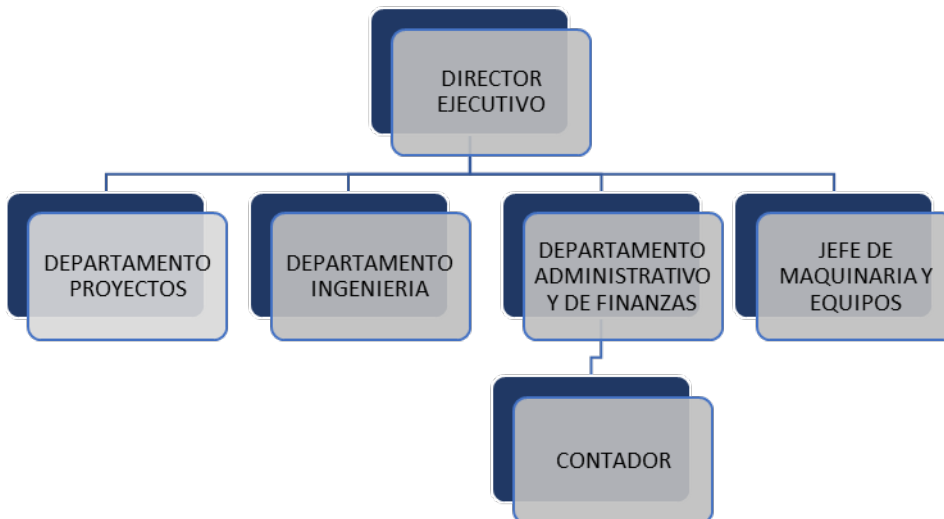 DIRECTOR
EJECUTIVO
DEPARTAMENTO
PROYECTOS
DEPARTAMENTO
INGENIERIA
DEPARTAMENTO
ADMINISTRATIVO
Y DE FINANZAS
JEFE DE
MAQUINARIA Y
EQUIPOS
CONTADOR